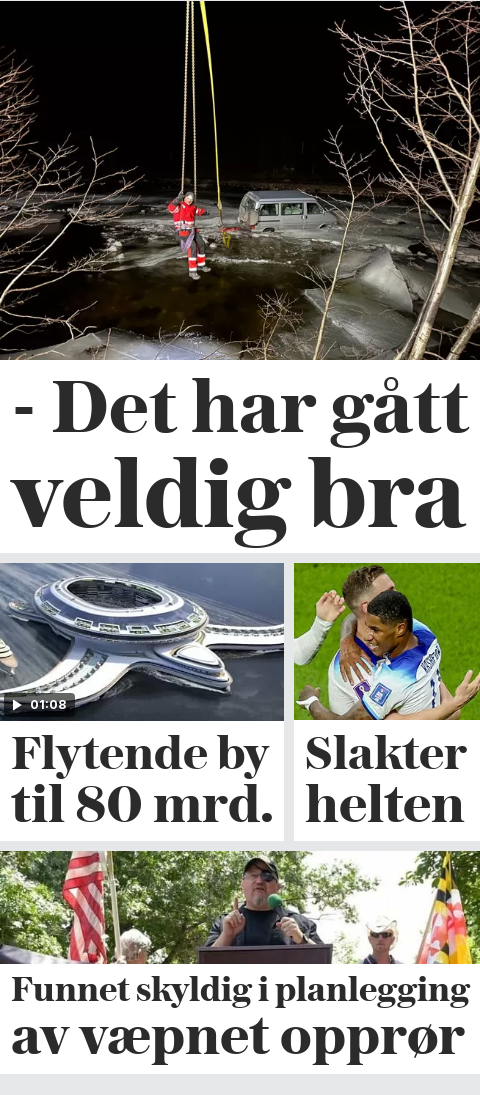 - Det har gått
veldig bra
01:08
Flytende by
til 80 mrd.
Slakter
helten
Funnet skyldig i planlegging
av væpnet opprør